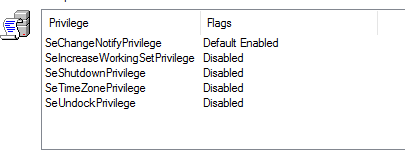 Privilege Flags
SeChangeNotifyPrivilege Default Enabled
SeIncreaseWorkingSetPrivilege Disabled
SeShutdownPrivilege Disabled
SeTimeZonePrivilege Disabled
SeUndockPrivilege Disabled